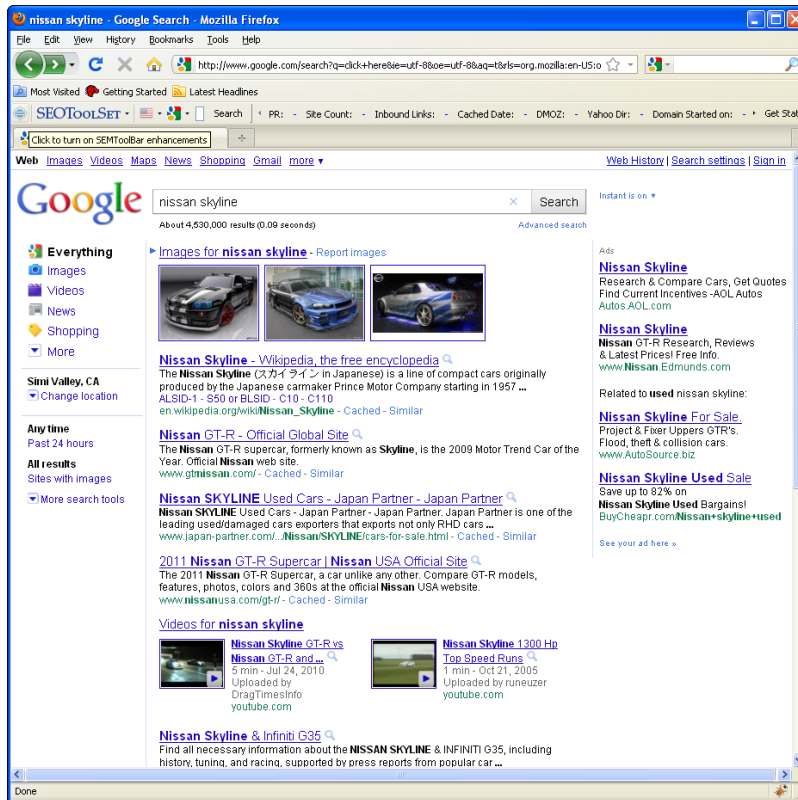 nissan skyline - Google Search - Mozilla Firefox
File Edit View History Bookmarks Tools Help
http://www.google.com/search?q=click+here&ie=utf-8&oe=utf-8&aq=t&rls=org.mozilla:en-US:o
Most Visited Getting Started Latest Headlines
SEOToolSet Search PR: - Site Count: - Inbound Links: - Cached Date: - DMOZ: - Yahoo Dir: - Domain Started on: - Get Stat
Click to turn on SEMToolBar enhancements
Web Images Videos Maps News Shopping Gmail more ▼ Web History | Search settings | Sign in
Google
nissan skyline × Search
Instant is on ▼
About 4,530,000 results (0.09 seconds) Advanced search
Everything
Images
Videos
News
Shopping
More
Simi Valley, CA
Change location
Any time
Past 24 hours
All results
Sites with images
More search tools
Images for nissan skyline - Report images
Nissan Skyline - Wikipedia, the free encyclopedia
The Nissan Skyline (スカイライン in Japanese) is a line of compact cars originally
produced by the Japanese carmaker Prince Motor Company starting in 1957 ...
ALSID-1 - S50 or BLSID - C10 - C110
en.wikipedia.org/wiki/Nissan_Skyline - Cached - Similar
Nissan GT-R - Official Global Site
The Nissan GT-R supercar, formerly known as Skyline, is the 2009 Motor Trend Car of the
Year. Official Nissan web site.
www.gtrnissan.com/ - Cached - Similar
Nissan SKYLINE Used Cars - Japan Partner - Japan Partner
Nissan SKYLINE Used Cars - Japan Partner - Japan Partner. Japan Partner is one of the
leading used/damaged cars exporters that exports not only RHD cars ...
www.japan-partner.com/.../Nissan/SKYLINE/cars-for-sale.html - Cached - Similar
2011 Nissan GT-R Supercar | Nissan USA Official Site
The 2011 Nissan GT-R Supercar, a car unlike any other. Compare GT-R models,
features, photos, colors and 360s at the official Nissan USA website.
www.nissanusa.com/gt-r/ - Cached - Similar
Videos for nissan skyline
Nissan Skyline GT-R vs
Nissan GT-R and ...
5 min - Jul 24, 2010
Uploaded by
DragTimesInfo
youtube.com
Nissan Skyline 1300 Hp
Top Speed Runs
1 min - Oct 21, 2005
Uploaded by runeuzer
youtube.com
Nissan Skyline & Infiniti G35
Find all necessary information about the NISSAN SKYLINE & INFINITI G35, including
history, tuning, and racing, supported by press reports from popular car ...
Ads
Nissan Skyline
Research & Compare Cars, Get Quotes
Find Current Incentives -AOL Autos
Autos.AOL.com
Nissan Skyline
Nissan GT-R Research, Reviews
& Latest Prices! Free Info.
www.Nissan.Edmunds.com
Related to used nissan skyline:
Nissan Skyline For Sale.
Project & Fixer Uppers GTR's.
Flood, theft & collision cars.
www.AutoSource.biz
Nissan Skyline Used Sale
Save up to 82% on
Nissan Skyline Used Bargains!
BuyCheapr.com/Nissan+skyline+used
See your ad here »
Done